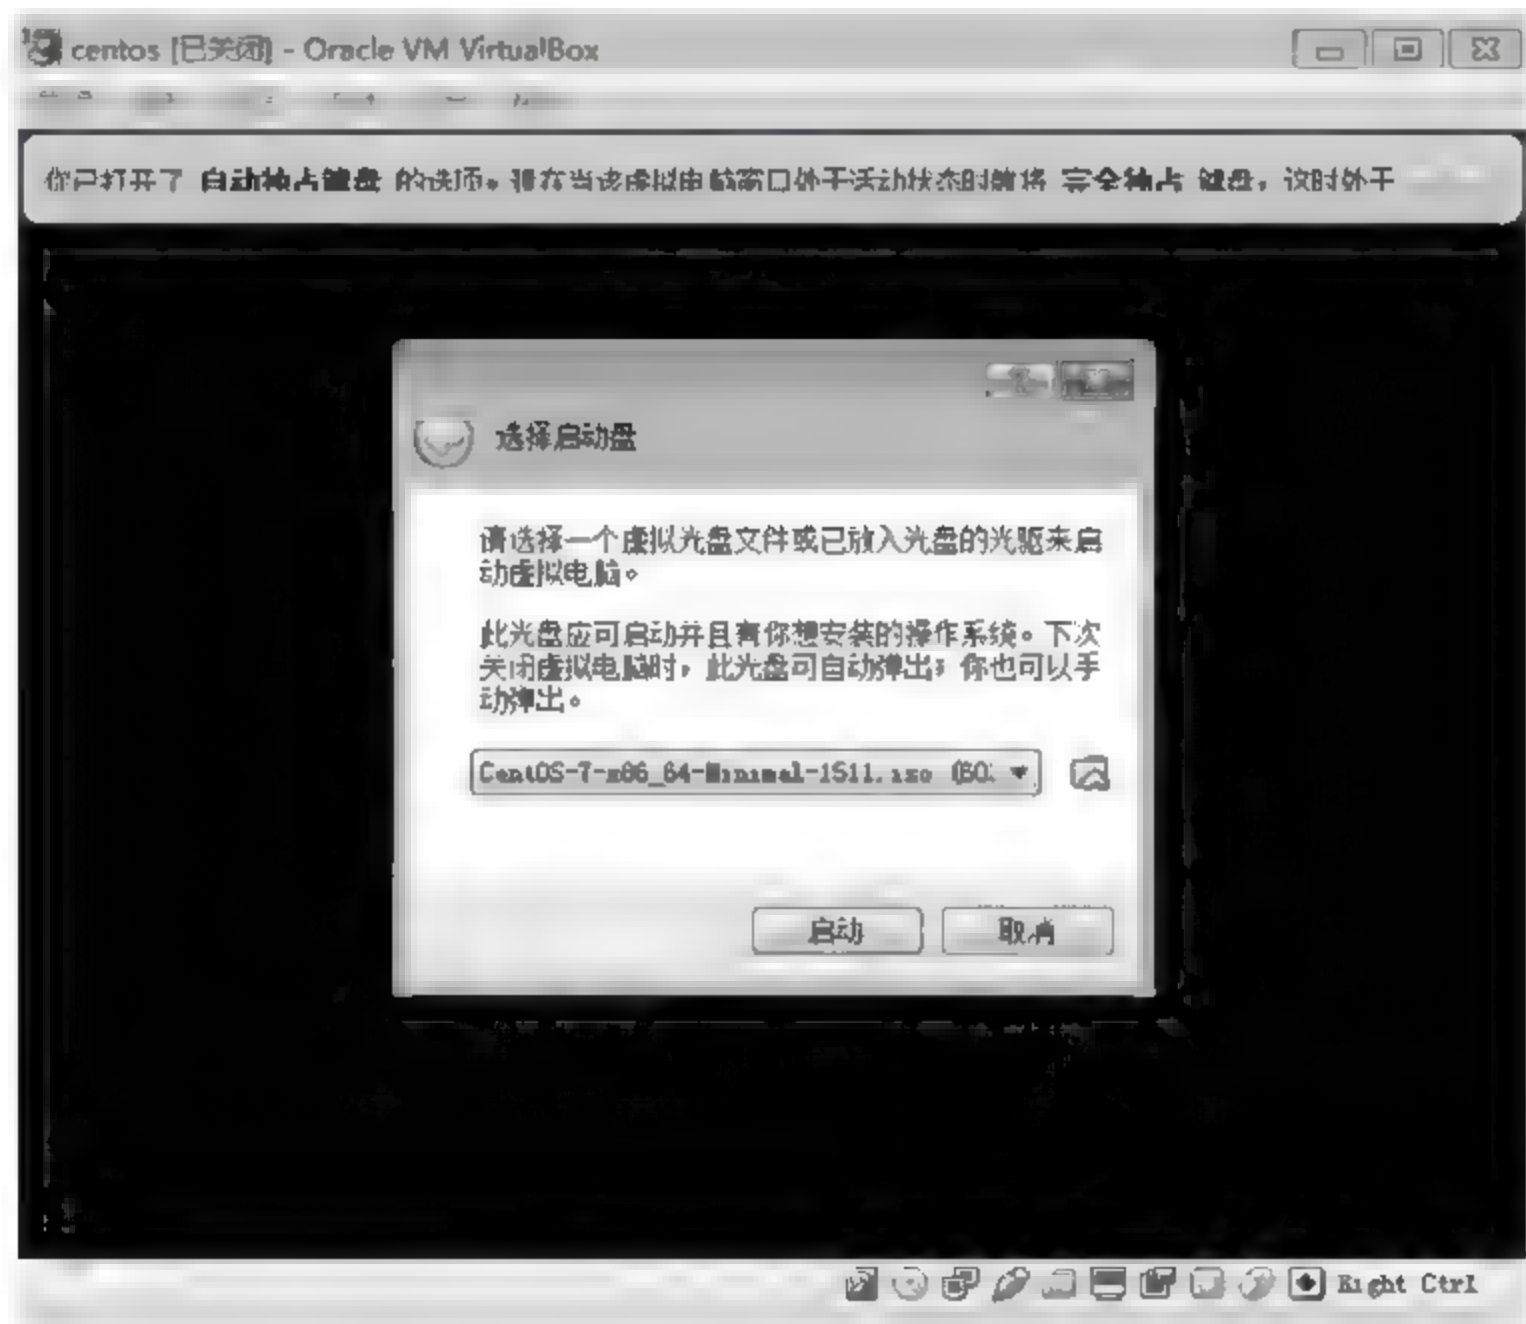 centos [已关闭] - Oracle VM VirtualBox
你已打开了 自动独占键盘 的选项。现在当该虚拟电脑窗口处于活动状态时都将 完全独占 键盘，这时处于
选择启动盘
请选择一个虚拟光盘文件或已放入光盘的光驱来启
动虚拟电脑。
此光盘应可启动并且有你想安装的操作系统。下次
关闭虚拟电脑时，此光盘可自动弹出；你也可以手
动弹出。
CentOS-7-x86_64-Minimal-1511.iso (603
启动
取消
Right Ctrl